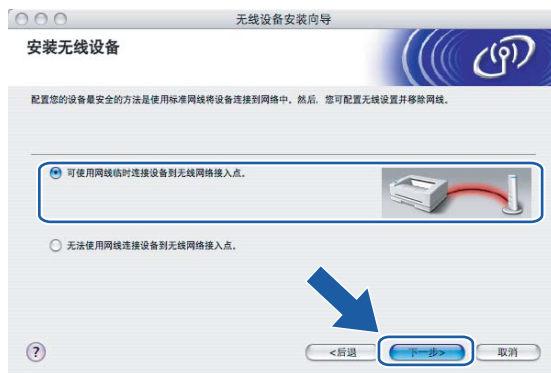 无线设备安装向导
安装无线设备
配置您的设备最安全的方法是使用标准网线将设备连接到网络中。然后，您可配置无线设置并移除网线。
可使用网线临时连接设备到无线网络接入点。
无法使用网线连接设备到无线网络接入点。
?
<后退
下一步>
取消